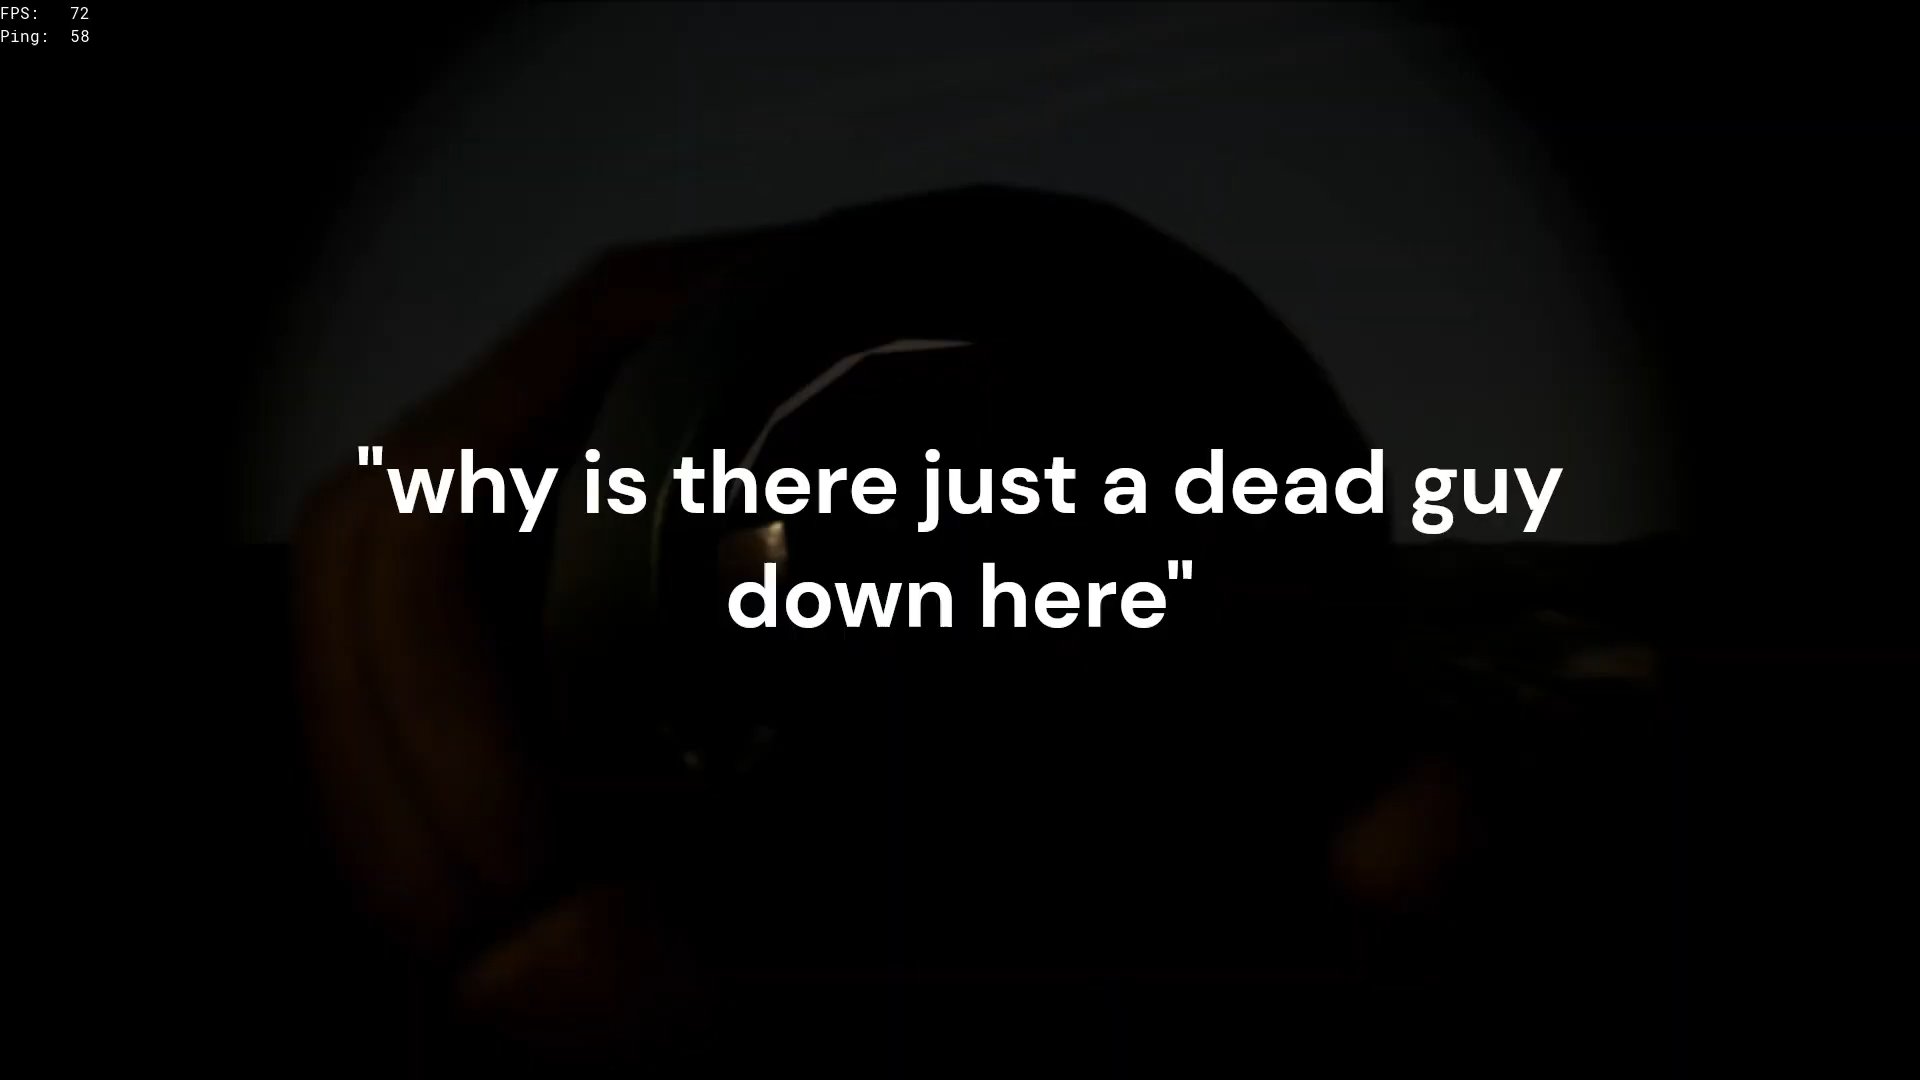 FPS:   72
Ping:  58
"why is there just a dead guy
down here"